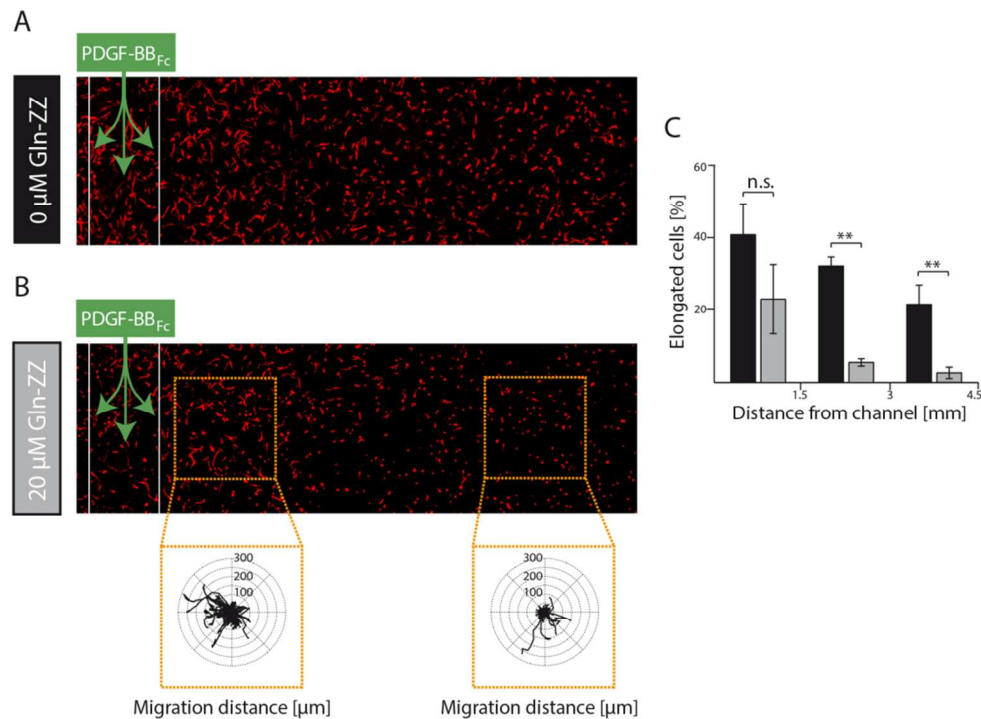 A
PDGF-BBFc
0 µM Gln-ZZ
B
PDGF-BBFc
20 µM Gln-ZZ
300
200
100
Migration distance [µm]
300
200
100
Migration distance [µm]
C
60
40
20
Elongated cells [%]
n.s.
**
**
1.5
3
4.5
Distance from channel [mm]